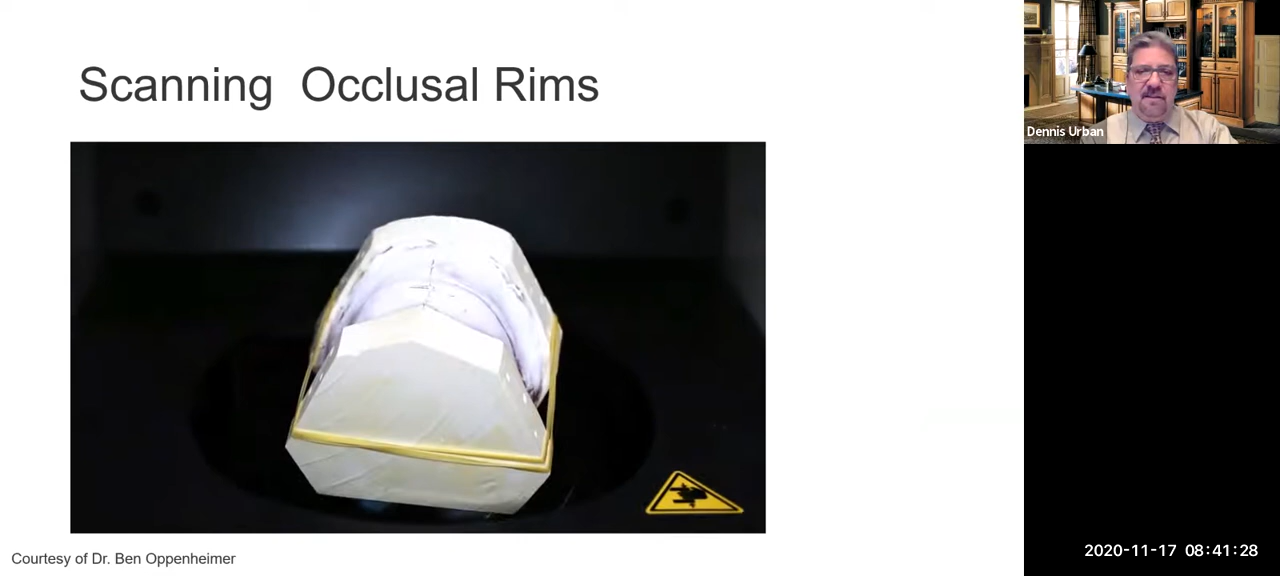 Scanning Occlusal Rims
Dennis Urban
Courtesy of Dr. Ben Oppenheimer
2020-11-17 08:41:28